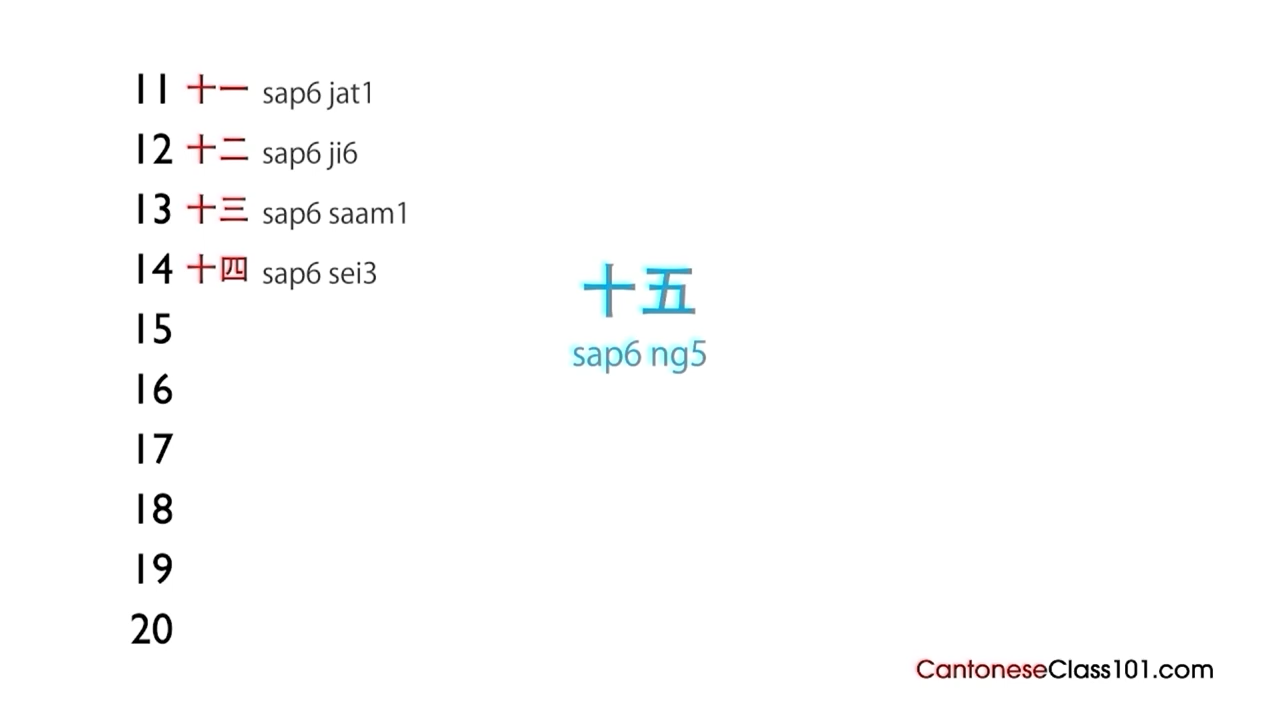 11 十一 sap6 jat1
12 十二 sap6 ji6
13 十三 sap6 saam1
14 十四 sap6 sei3
15
16
17
18
19
20
十五
sap6 ng5
CantoneseClass101.com